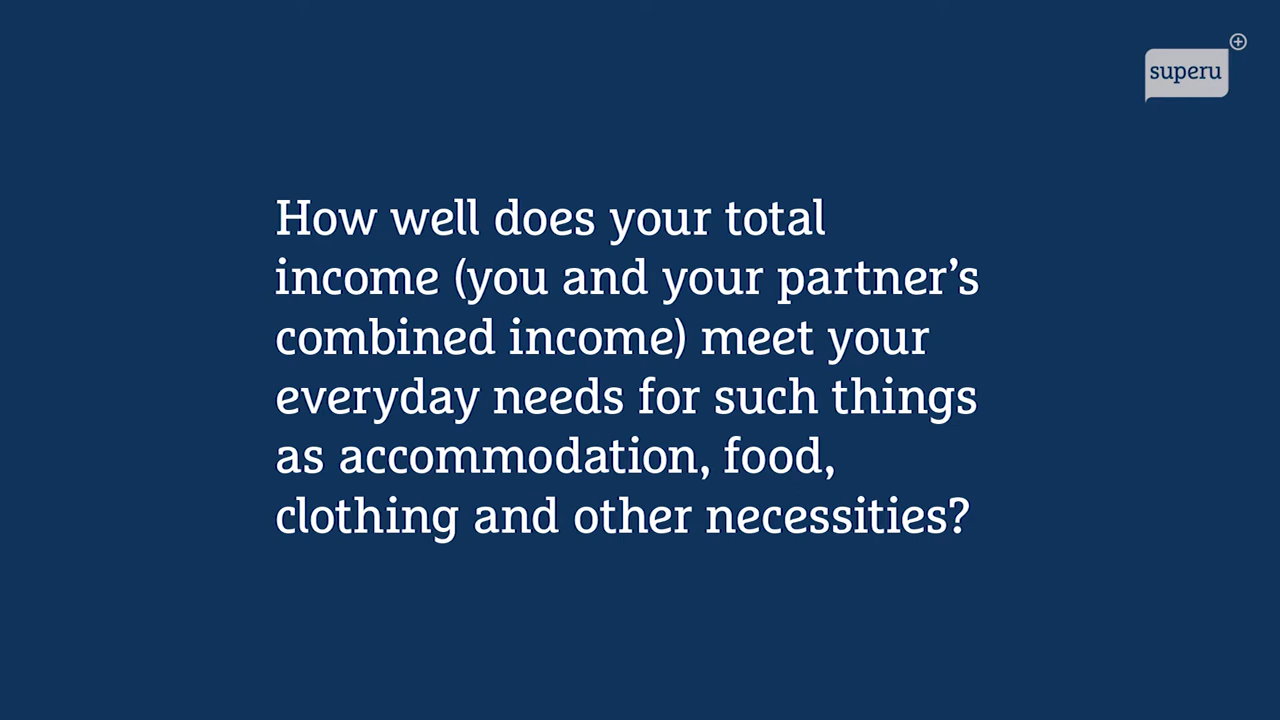 superu
How well does your total
income (you and your partner’s
combined income) meet your
everyday needs for such things
as accommodation, food,
clothing and other necessities?